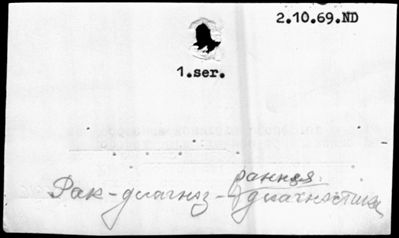 2.10.69.ND
1.ser.
ранняя
Рак-диагноз-диагностика